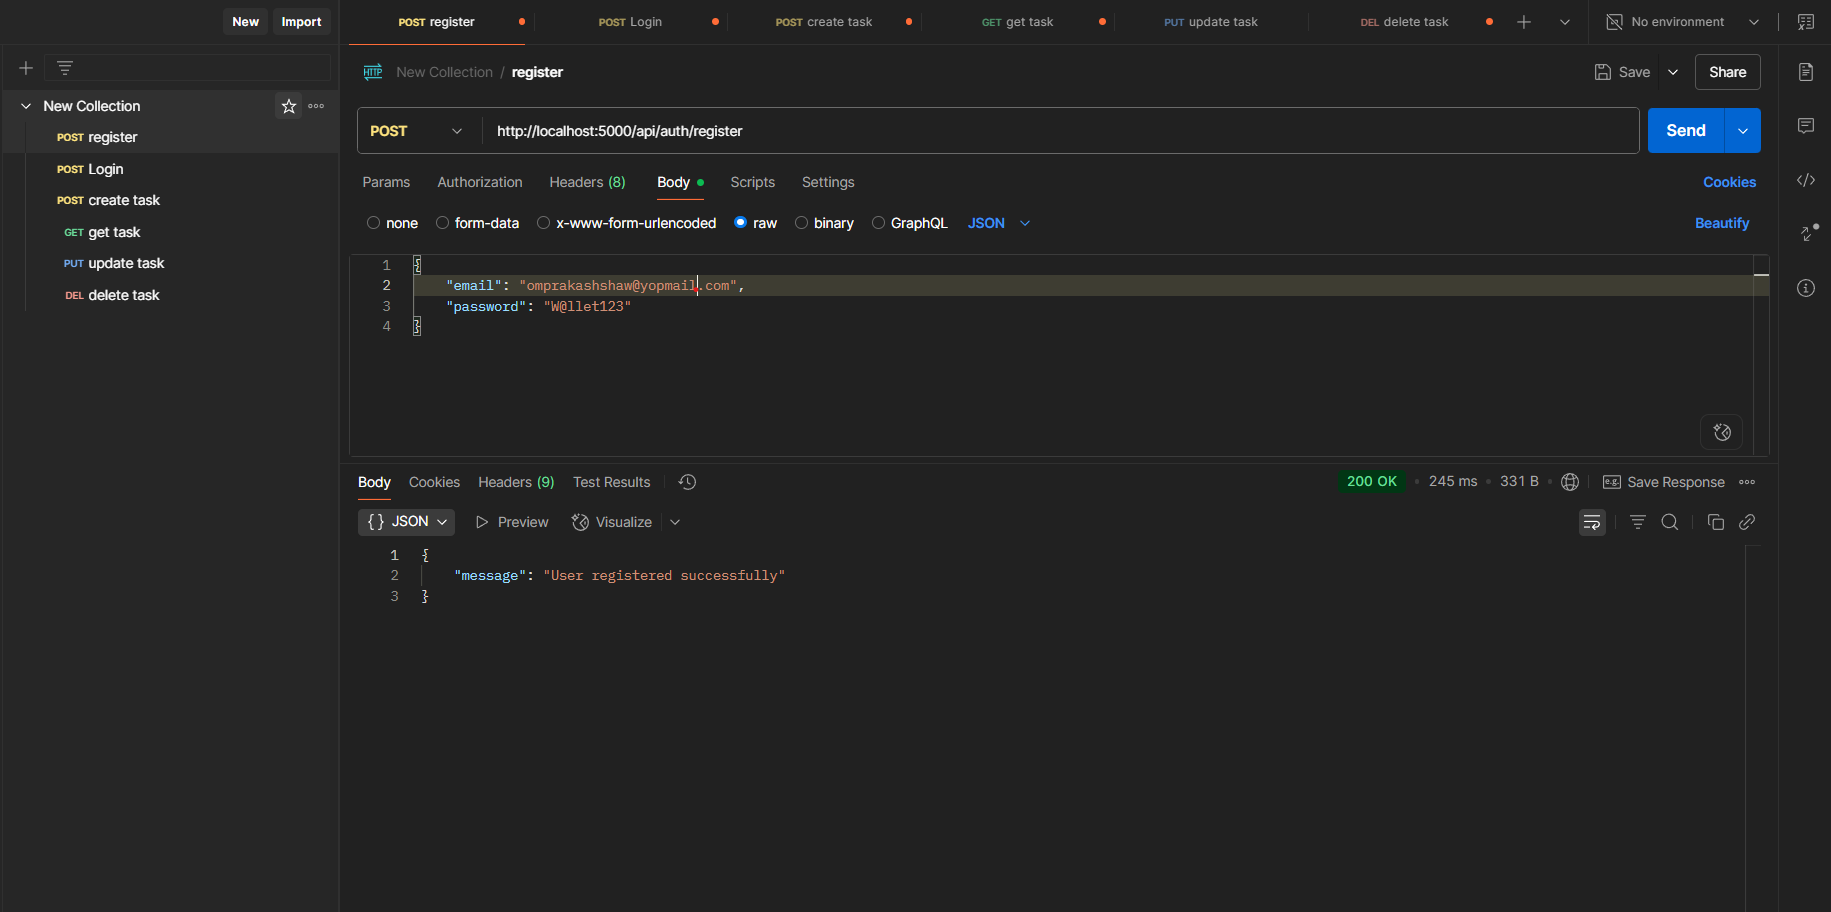 New Import
POST register POST Login POST create task GET get task PUT update task DEL delete task No environment
New Collection
POST register
POST Login
POST create task
GET get task
PUT update task
DEL delete task
HTTP New Collection / register Save Share
POST http://localhost:5000/api/auth/register Send
Params Authorization Headers (8) Body Scripts Settings Cookies
none form-data x-www-form-urlencoded raw binary GraphQL JSON Beautify
1 {
2 "email": "omprakashshaw@yopmail.com",
3 "password": "W@llet123"
4 }
Body Cookies Headers (9) Test Results 200 OK 245 ms 331 B e.g. Save Response
{} JSON Preview Visualize
1 {
2 "message": "User registered successfully"
3 }